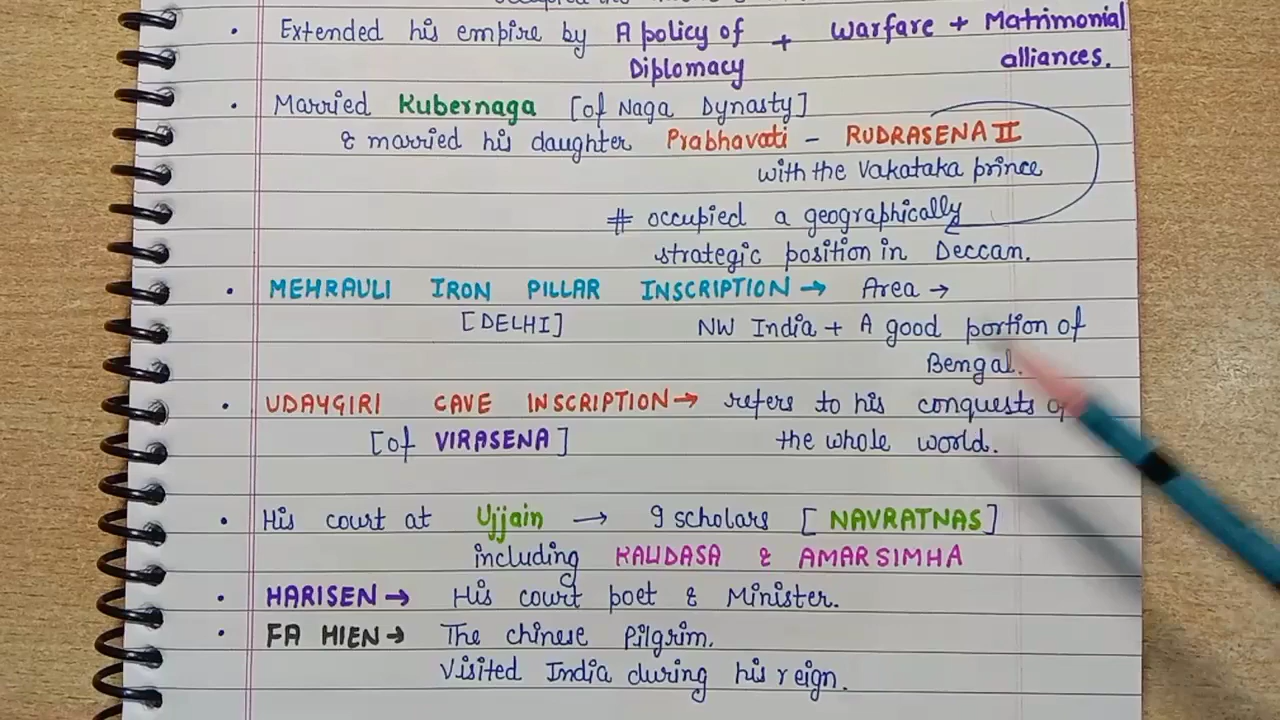 • Extended his empire by A policy of + Warfare + Matrimonial
Diplomacy alliances.
• Married Kubernaga [of Naga Dynasty]
& married his daughter Prabhavati - RUDRASENA II
with the Vakataka prince
# occupied a geographically
strategic position in Deccan.
• MEHRAULI IRON PILLAR INSCRIPTION → Area →
[DELHI] NW India + A good portion of
Bengal.
• UDAYGIRI CAVE INSCRIPTION → refers to his conquests of
[of VIRASENA] the whole world.
• His court at Ujjain → 9 scholars [NAVRATNAS]
including KALIDASA & AMARSIMHA
• HARISEN → His court poet & Minister.
• FA HIEN → The chinese Pilgrim.
Visited India during his reign.